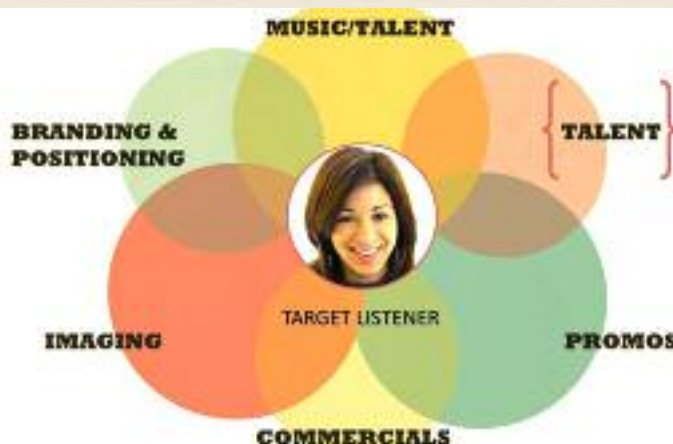 MUSIC/TALENT
BRANDING &
POSITIONING
{ TALENT }
TARGET LISTENER
IMAGING
PROMOS
COMMERCIALS